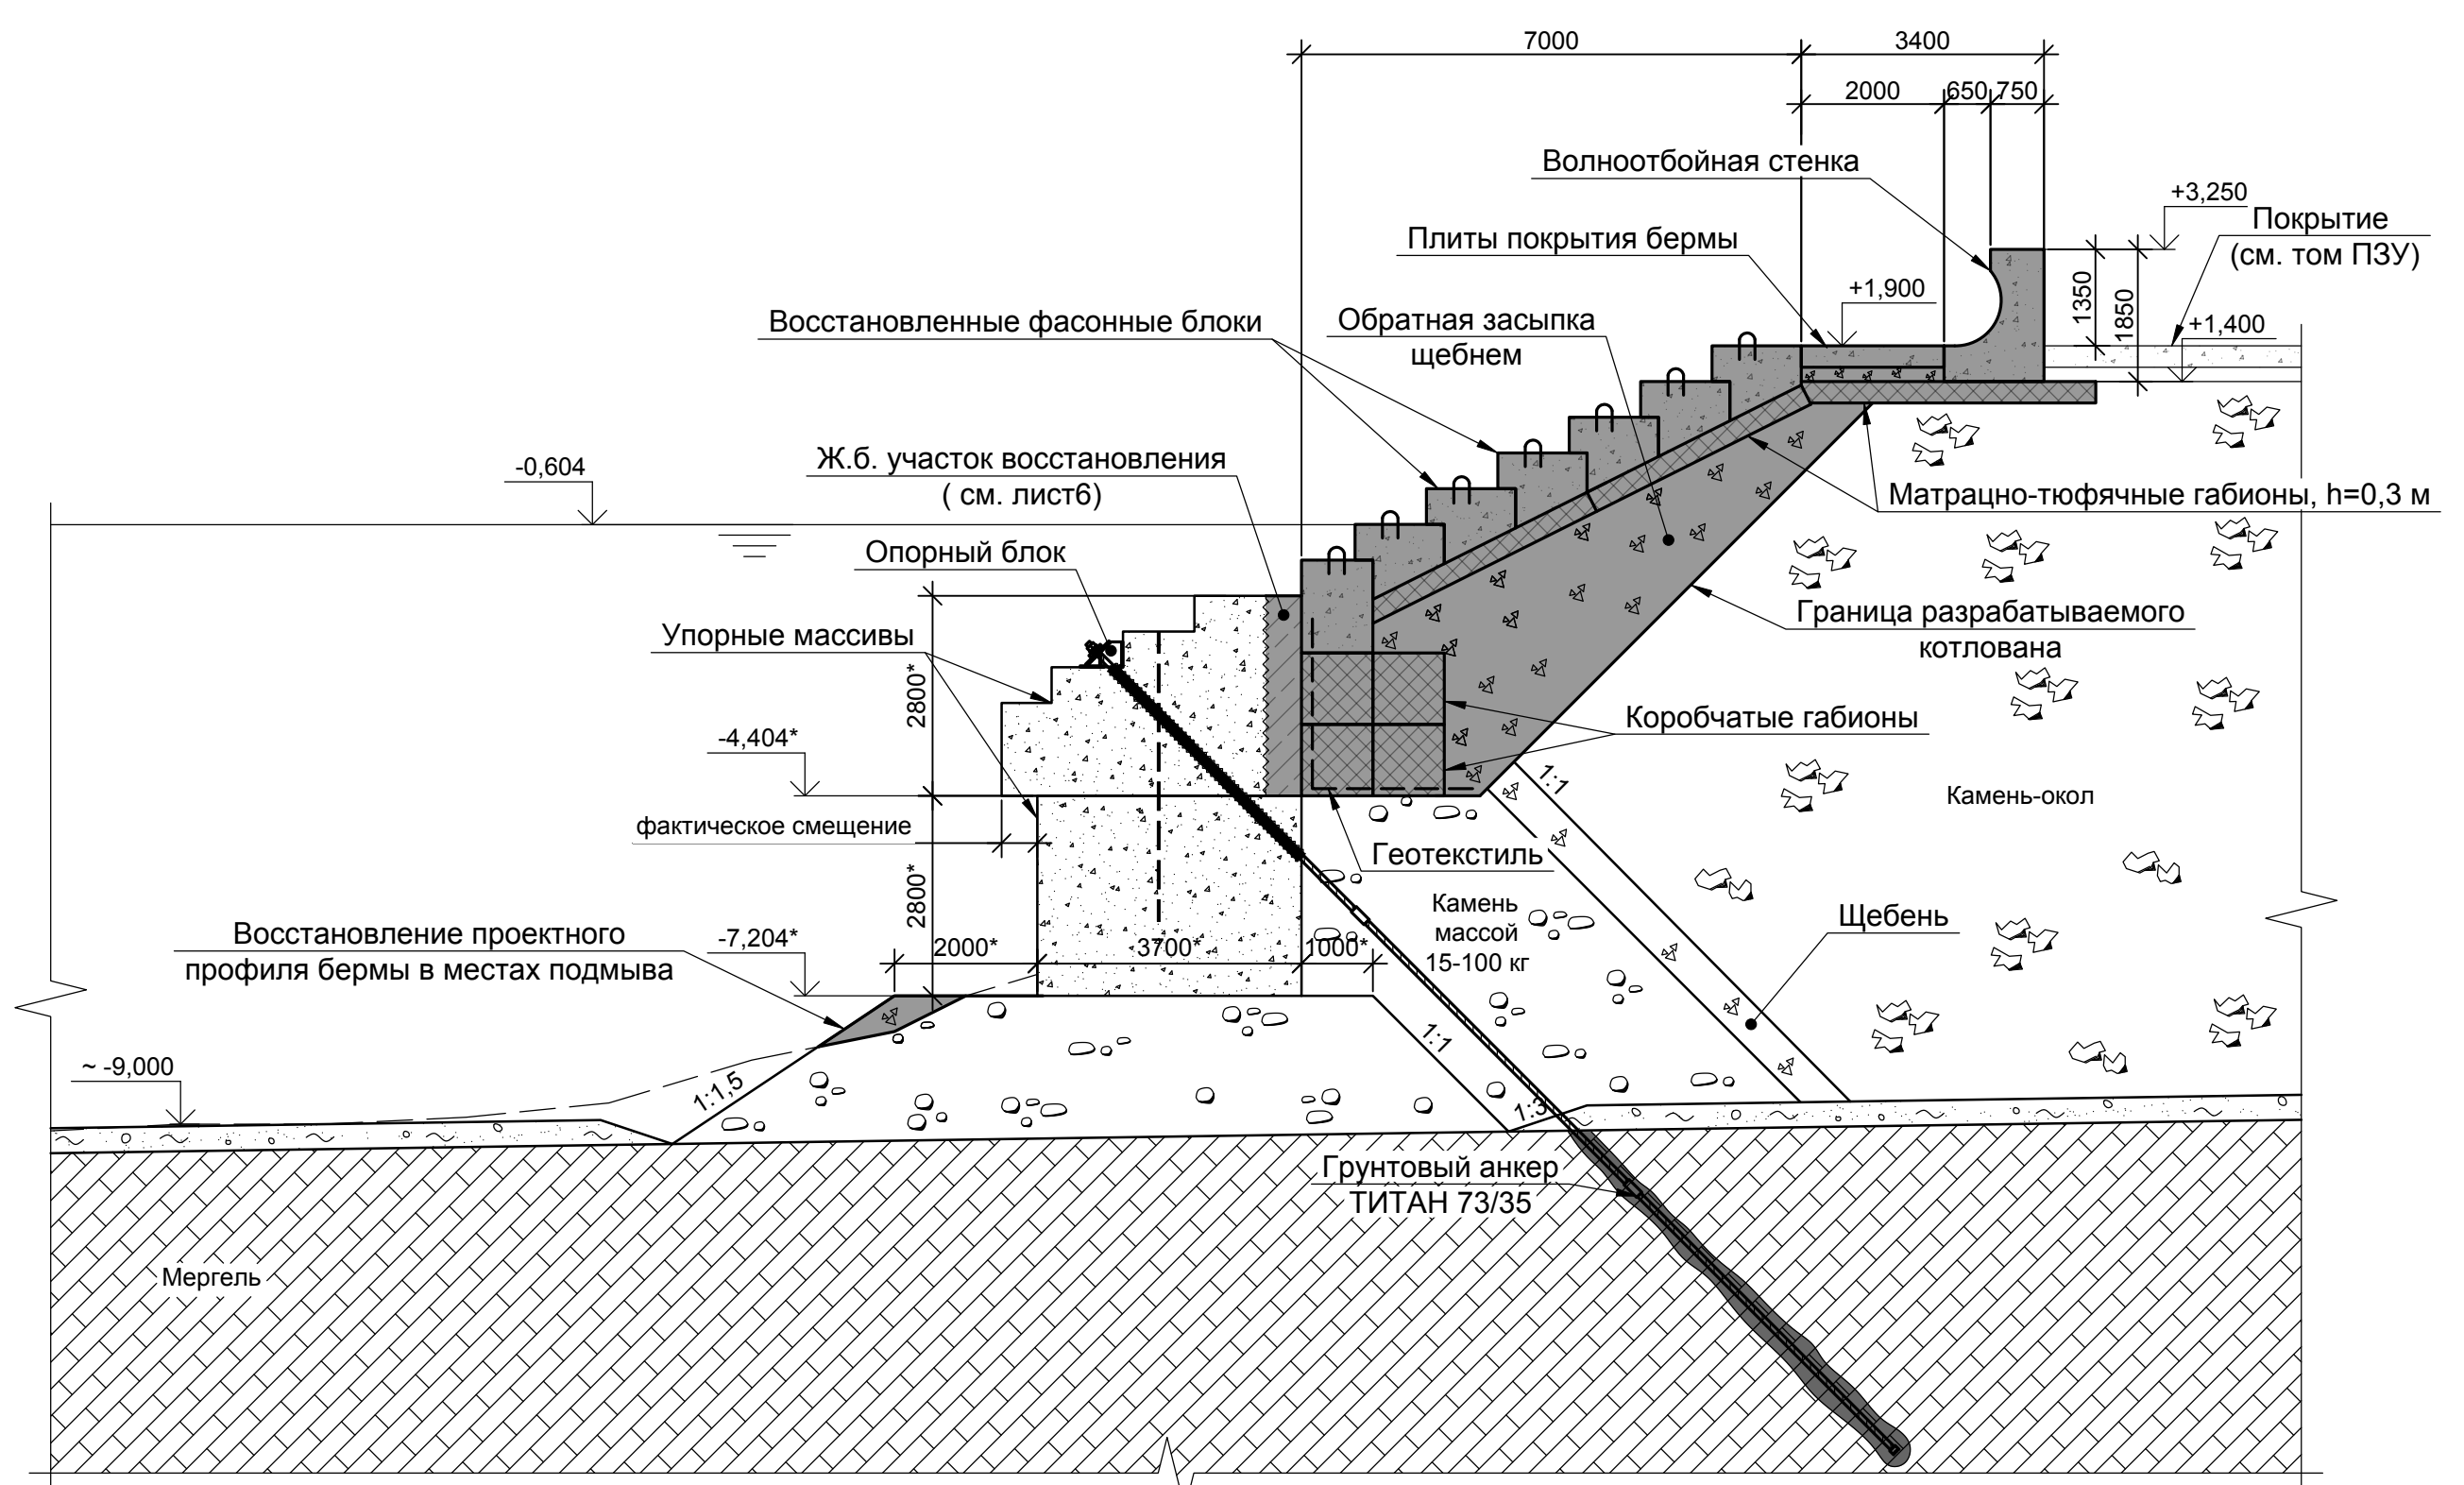 7000
3400
2000
650
750
Волноотбойная стенка
+3,250
Покрытие
(см. том ПЗУ)
Плиты покрытия бермы
+1,900
1350
1850
+1,400
Восстановленные фасонные блоки
Обратная засыпка
щебнем
-0,604
Ж.б. участок восстановления
( см. лист6)
Матрацно-тюфячные габионы, h=0,3 м
Опорный блок
Упорные массивы
Граница разрабатываемого
котлована
2800*
-4,404*
Коробчатые габионы
1:1
Камень-окол
фактическое смещение
Геотекстиль
2800*
Камень
массой
15-100 кг
Щебень
Восстановление проектного
профиля бермы в местах подмыва
-7,204*
2000*
3700*
1000*
1:1
~ -9,000
1:1,5
1:3
Грунтовый анкер
ТИТАН 73/35
Мергель